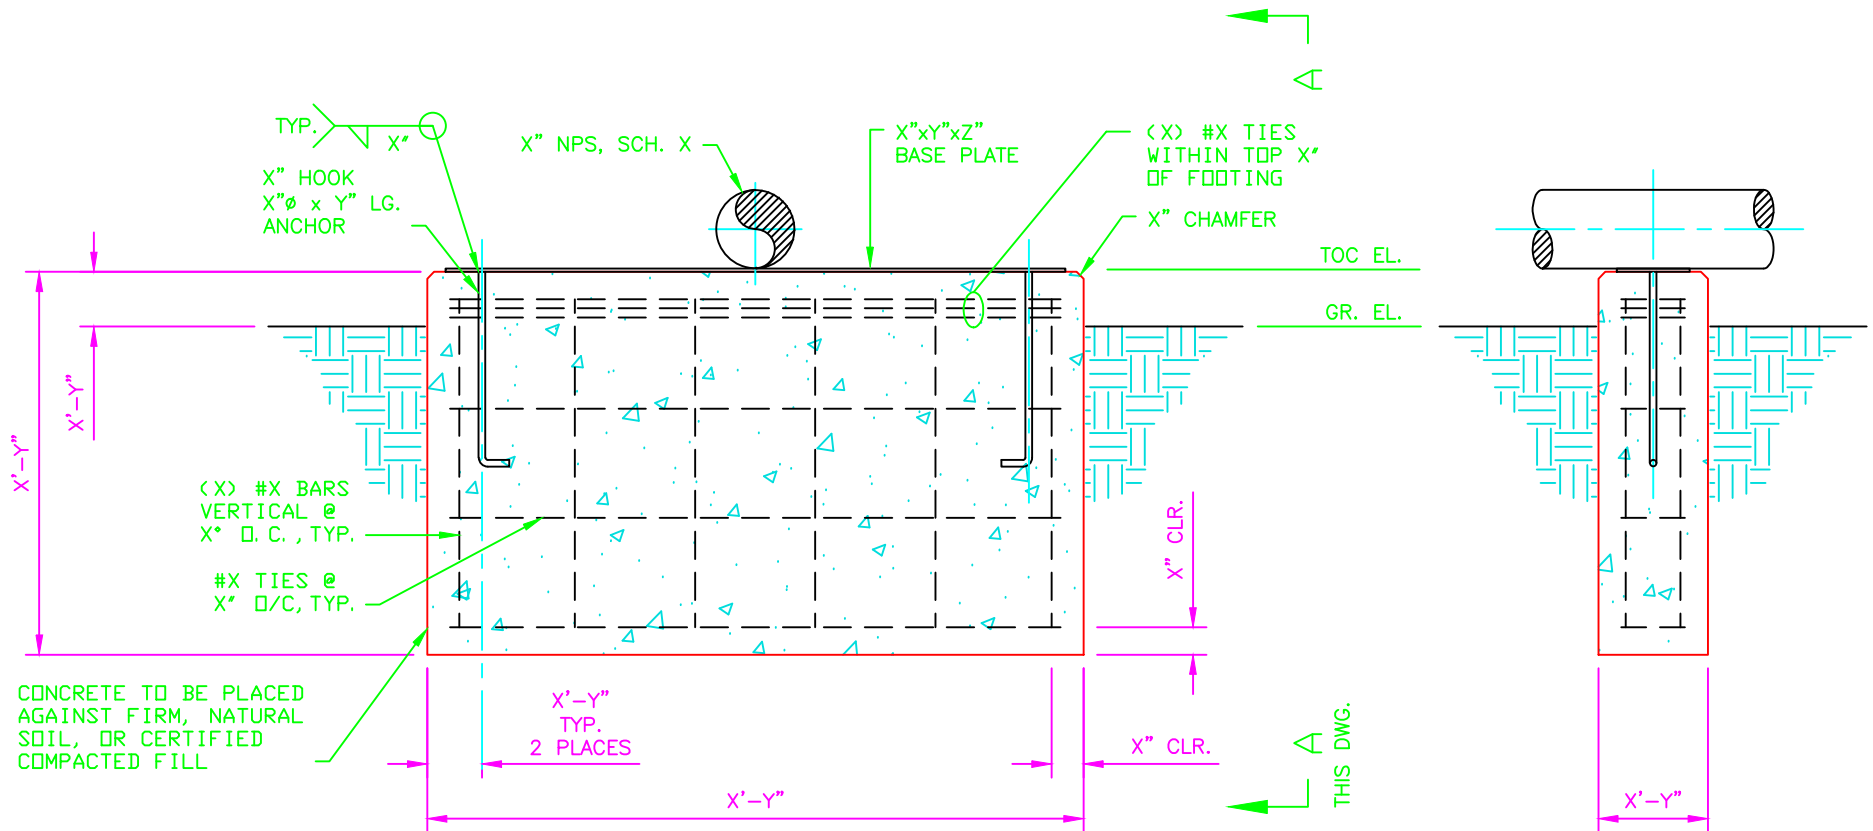 A
TYP.
X"
X" NPS, SCH. X
X"xY"xZ"
BASE PLATE
(X) #X TIES
WITHIN TOP X"
OF FOOTING
X" HOOK
X"ø x Y" LG.
ANCHOR
X" CHAMFER
TOC EL.
GR. EL.
X'-Y"
X'-Y"
(X) #X BARS
VERTICAL @
X" O.C., TYP.
#X TIES @
X" O/C, TYP.
X" CLR.
CONCRETE TO BE PLACED
AGAINST FIRM, NATURAL
SOIL, OR CERTIFIED
COMPACTED FILL
X'-Y"
TYP.
2 PLACES
X" CLR.
A
THIS DWG.
X'-Y"
X'-Y"